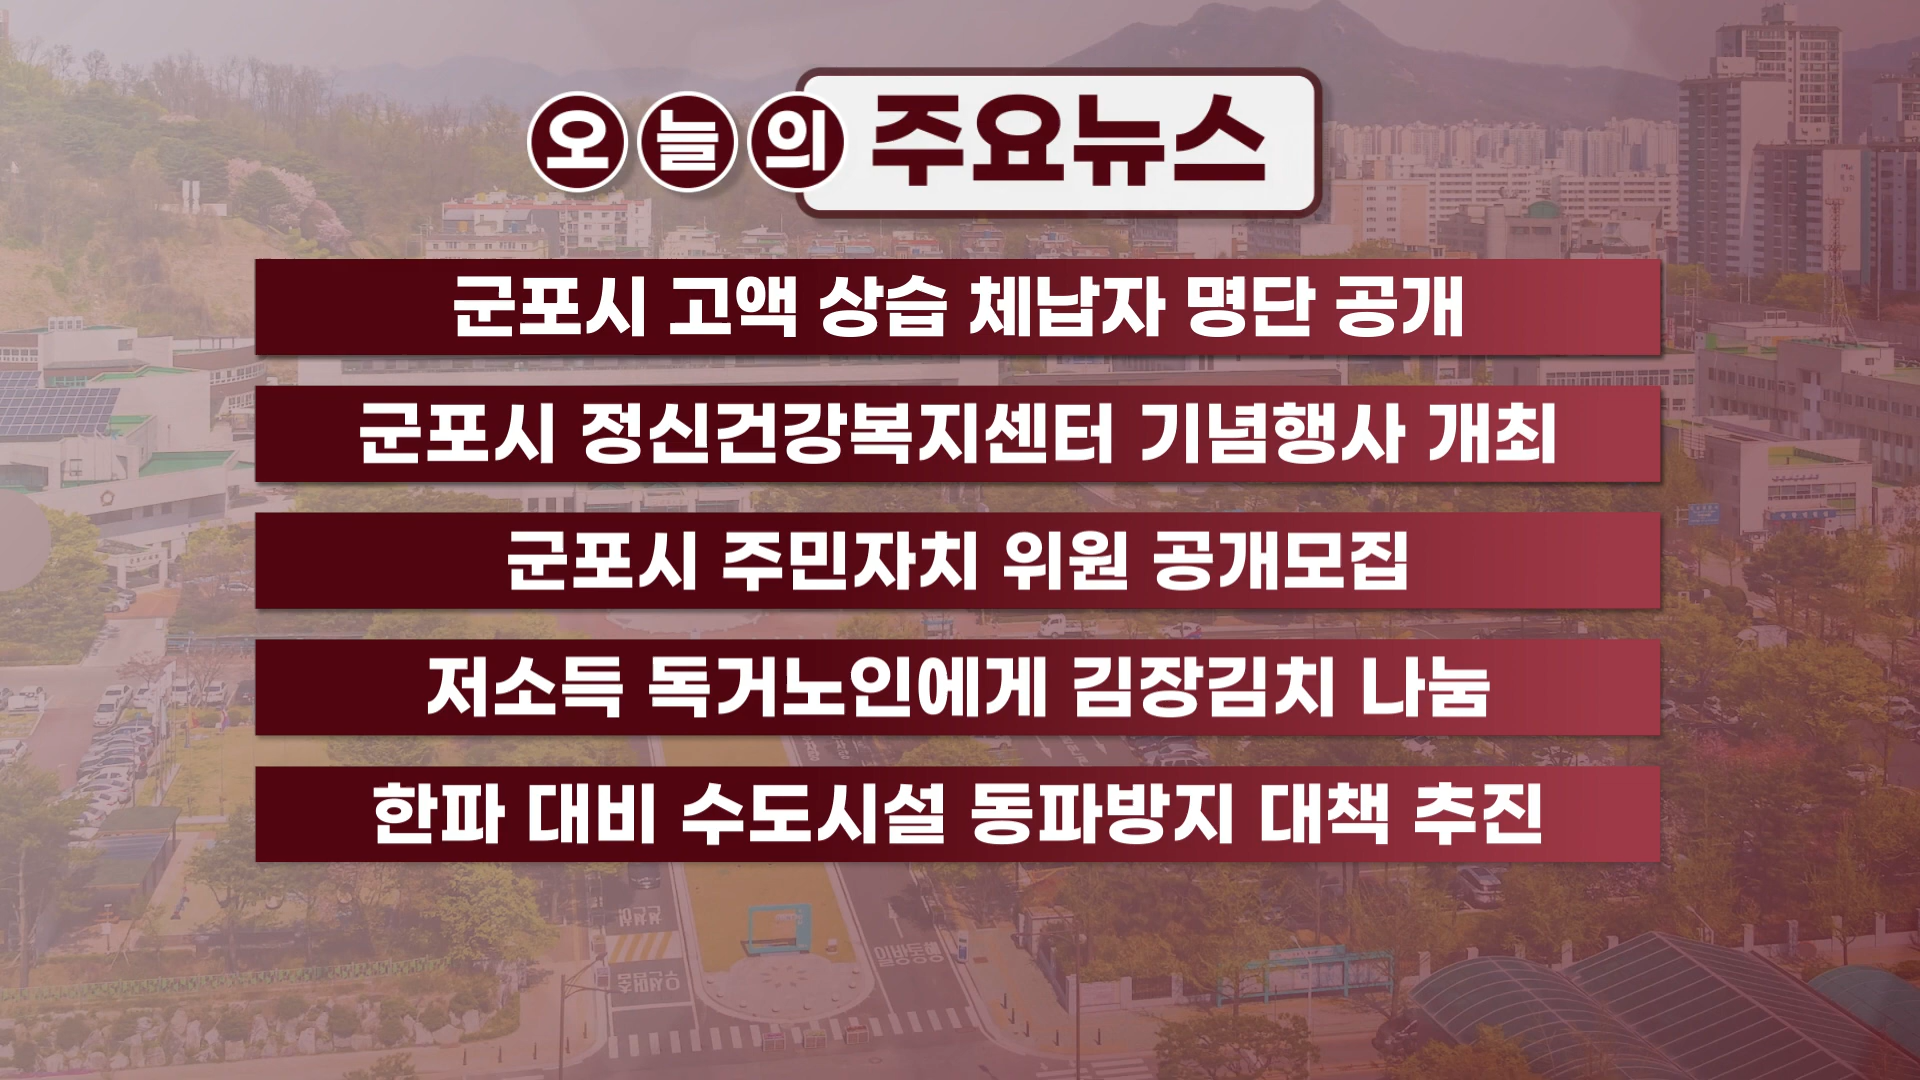 오늘의 주요뉴스
군포시 고액 상습 체납자 명단 공개
군포시 정신건강복지센터 기념행사 개최
군포시 주민자치 위원 공개모집
저소득 독거노인에게 김장김치 나눔
한파 대비 수도시설 동파방지 대책 추진